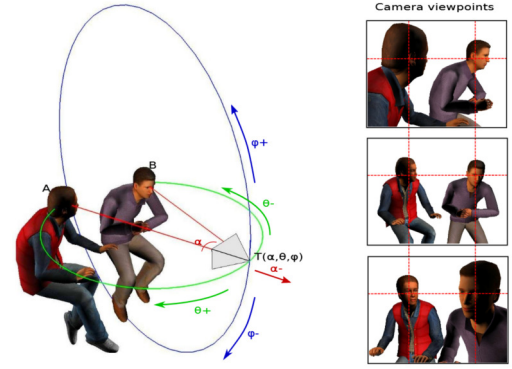 Camera viewpoints
φ+
B
A
θ-
α
T(α,θ,φ)
α-
θ+
φ-